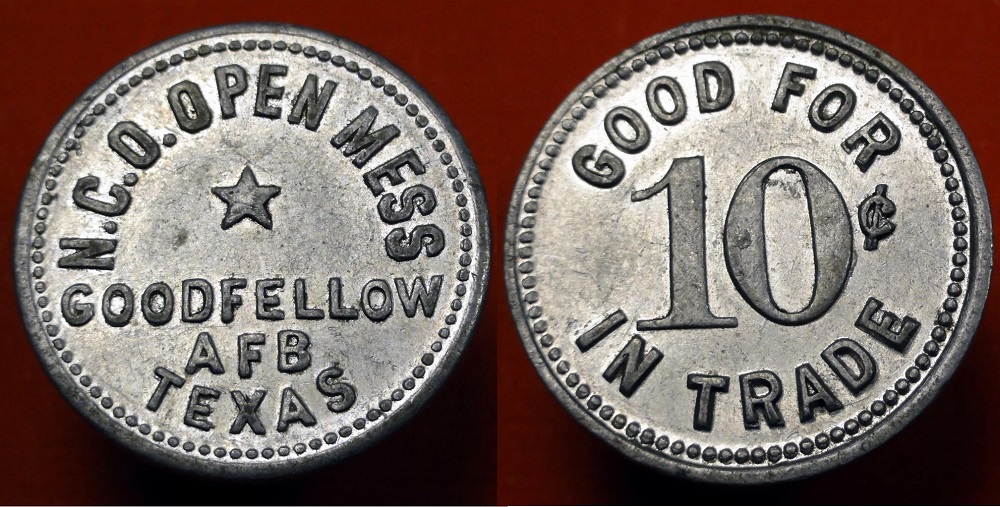 N.C.O. OPEN MESS
GOODFELLOW
AFB
TEXAS
GOOD FOR
10¢
IN TRADE